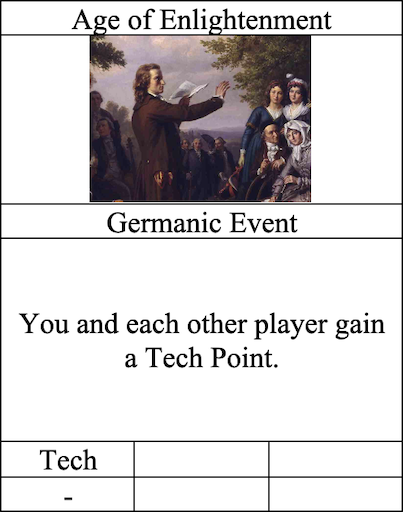 Age of Enlightenment
Germanic Event
You and each other player gain
a Tech Point.
Tech
-